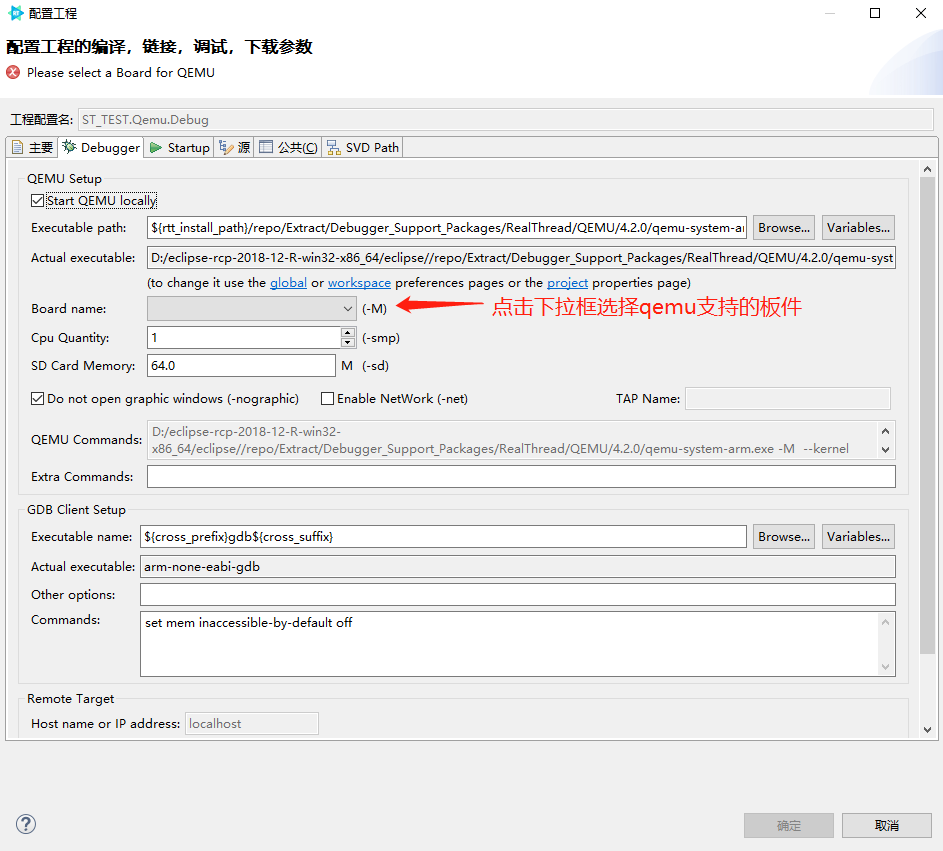 配置工程
配置工程的编译，链接，调试，下载参数
Please select a Board for QEMU
工程配置名: ST_TEST.Qemu.Debug
主要 Debugger Startup 源 公共(C) SVD Path
QEMU Setup
Start QEMU locally
Executable path: ${rtt_install_path}/repo/Extract/Debugger_Support_Packages/RealThread/QEMU/4.2.0/qemu-system-ar Browse... Variables...
Actual executable: D:/eclipse-rcp-2018-12-R-win32-x86_64/eclipse//repo/Extract/Debugger_Support_Packages/RealThread/QEMU/4.2.0/qemu-syst
(to change it use the global or workspace preferences pages or the project properties page)
Board name: (-M) 点击下拉框选择qemu支持的板件
Cpu Quantity: 1 (-smp)
SD Card Memory: 64.0 M (-sd)
Do not open graphic windows (-nographic) Enable NetWork (-net) TAP Name:
QEMU Commands: D:/eclipse-rcp-2018-12-R-win32-
x86_64/eclipse//repo/Extract/Debugger_Support_Packages/RealThread/QEMU/4.2.0/qemu-system-arm.exe -M --kernel
Extra Commands:
GDB Client Setup
Executable name: ${cross_prefix}gdb${cross_suffix} Browse... Variables...
Actual executable: arm-none-eabi-gdb
Other options:
Commands: set mem inaccessible-by-default off
Remote Target
Host name or IP address: localhost
? 确定 取消